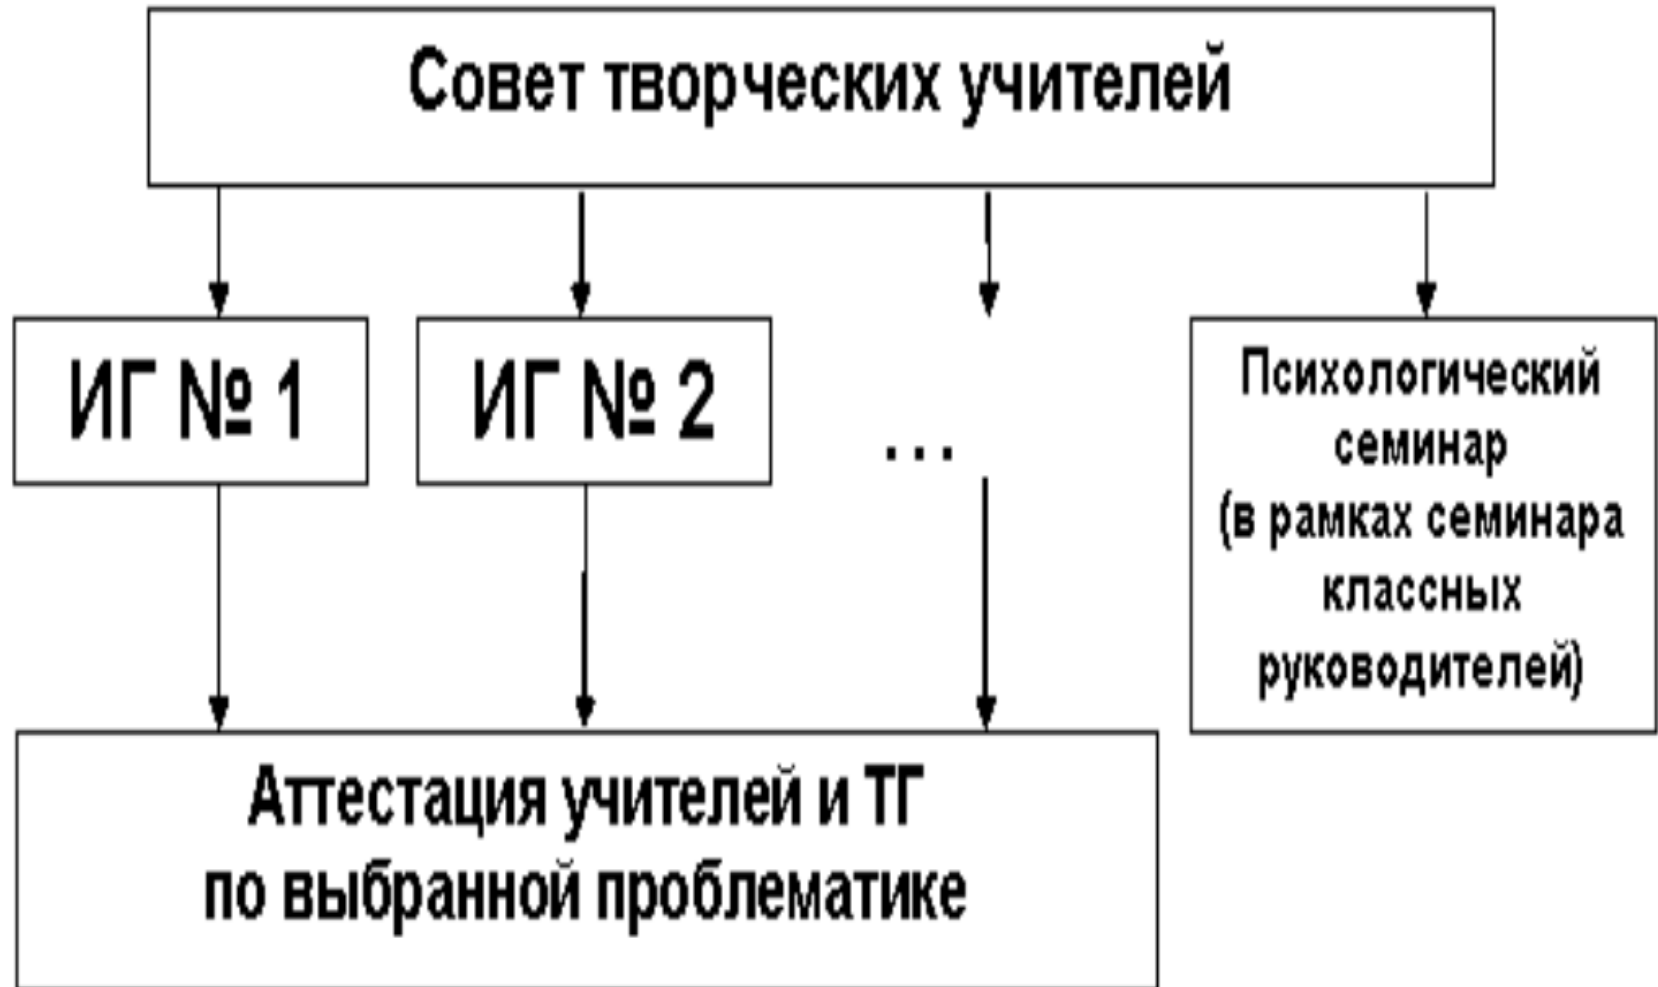 Совет творческих учителей
ИГ № 1
ИГ № 2
...
Психологический
семинар
(в рамках семинара
классных
руководителей)
Аттестация учителей и ТГ
по выбранной проблематике